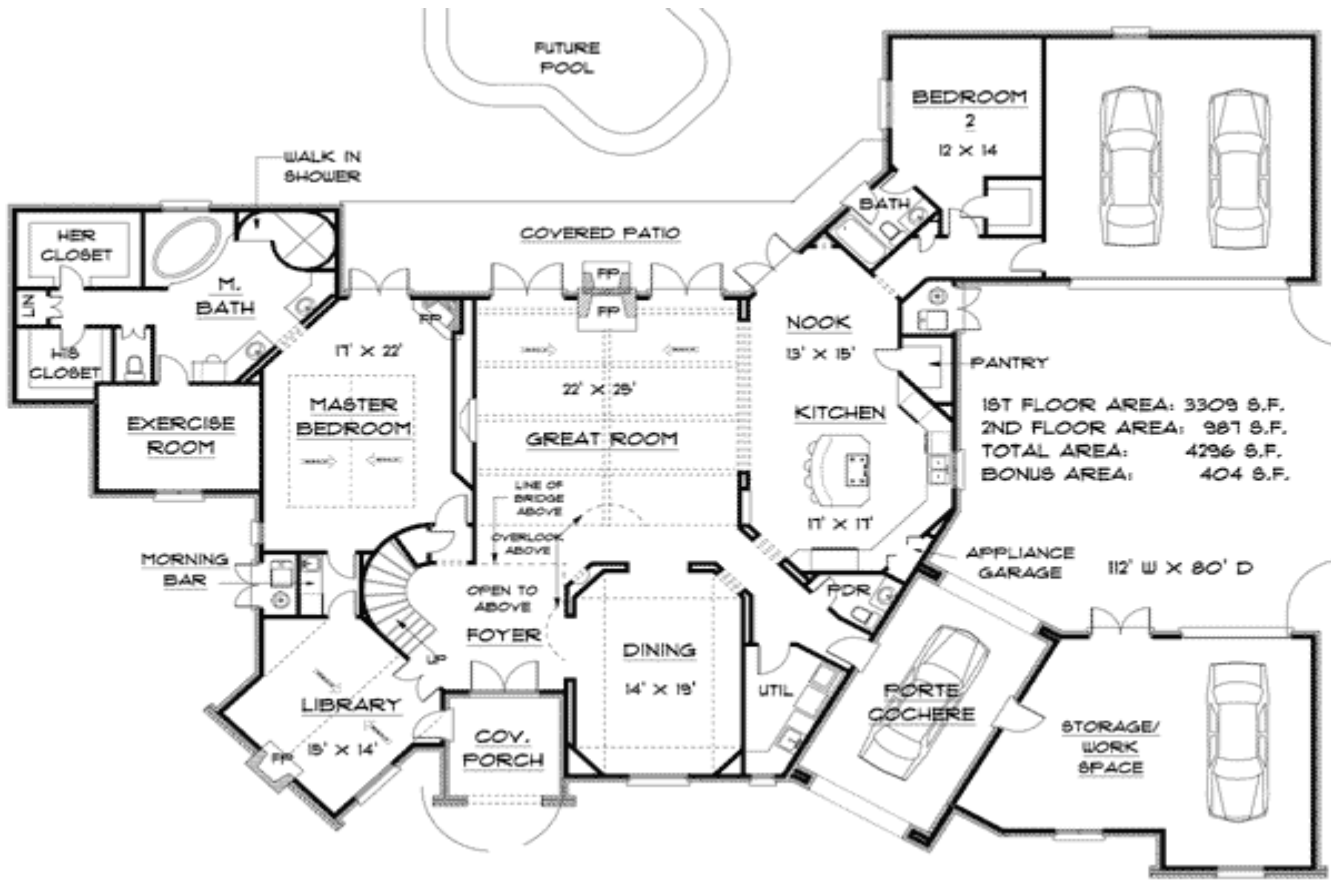 FUTURE
POOL
BEDROOM
2
12 X 14
WALK IN
SHOWER
BATH
HER
CLOSET
COVERED PATIO
FP
M.
BATH
LIN
FP
FP
NOOK
13' X 15'
HIS
CLOSET
17' X 22'
PANTRY
22' X 25'
MASTER
BEDROOM
KITCHEN
1ST FLOOR AREA: 3309 S.F.
2ND FLOOR AREA: 987 S.F.
TOTAL AREA: 4296 S.F.
BONUS AREA: 404 S.F.
EXERCISE
ROOM
GREAT ROOM
LINE OF
BRIDGE
ABOVE
17' X 17'
OVERLOOK
ABOVE
MORNING
BAR
APPLIANCE
GARAGE
112' W X 80' D
OPEN TO
ABOVE
PDR
FOYER
DINING
UP
14' X 19'
UTIL
PORTE
COCHERE
LIBRARY
15' X 14'
COV.
PORCH
STORAGE/
WORK
SPACE
FP